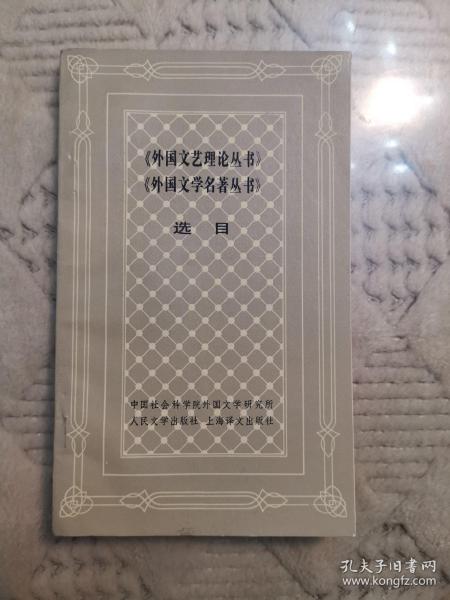 《外国文艺理论丛书》
《外国文学名著丛书》
选目
中国社会科学院外国文学研究所
人民文学出版社 上海译文出版社
孔夫子旧书网
www.kongfz.com